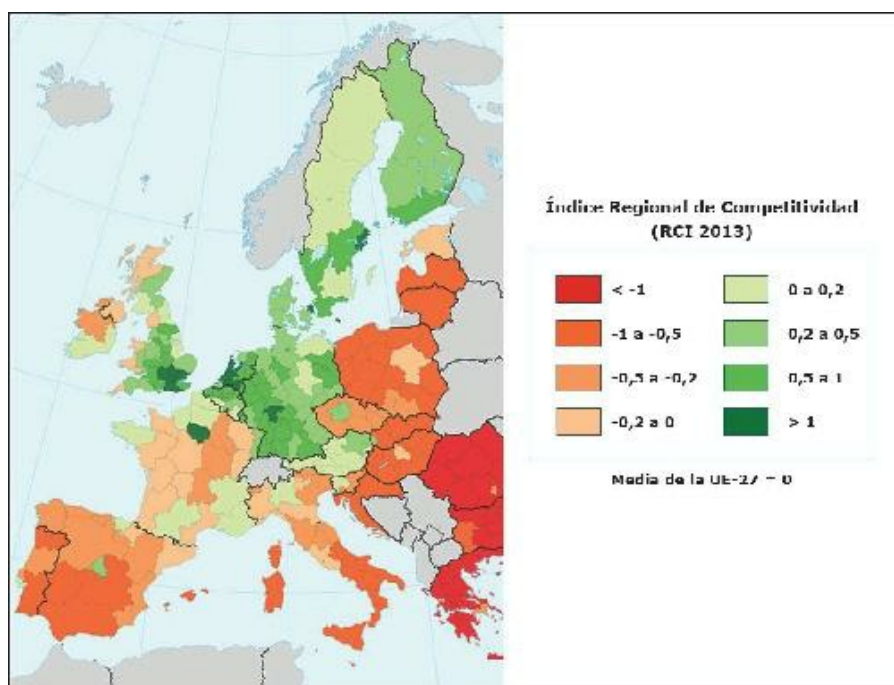 Índice Regional de Competitividad
(RCI 2013)
< -1
0 a 0,2
-1 a -0,5
0,2 a 0,5
-0,5 a -0,2
0,5 a 1
-0,2 a 0
> 1
Media de la UE-27 = 0